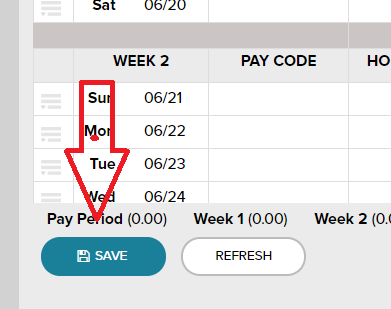 Sat 06/20
WEEK 2 PAY CODE HO
Sun 06/21
Mon 06/22
Tue 06/23
Wed 06/24
Pay Period (0.00) Week 1 (0.00) Week 2 (0.0
SAVE REFRESH